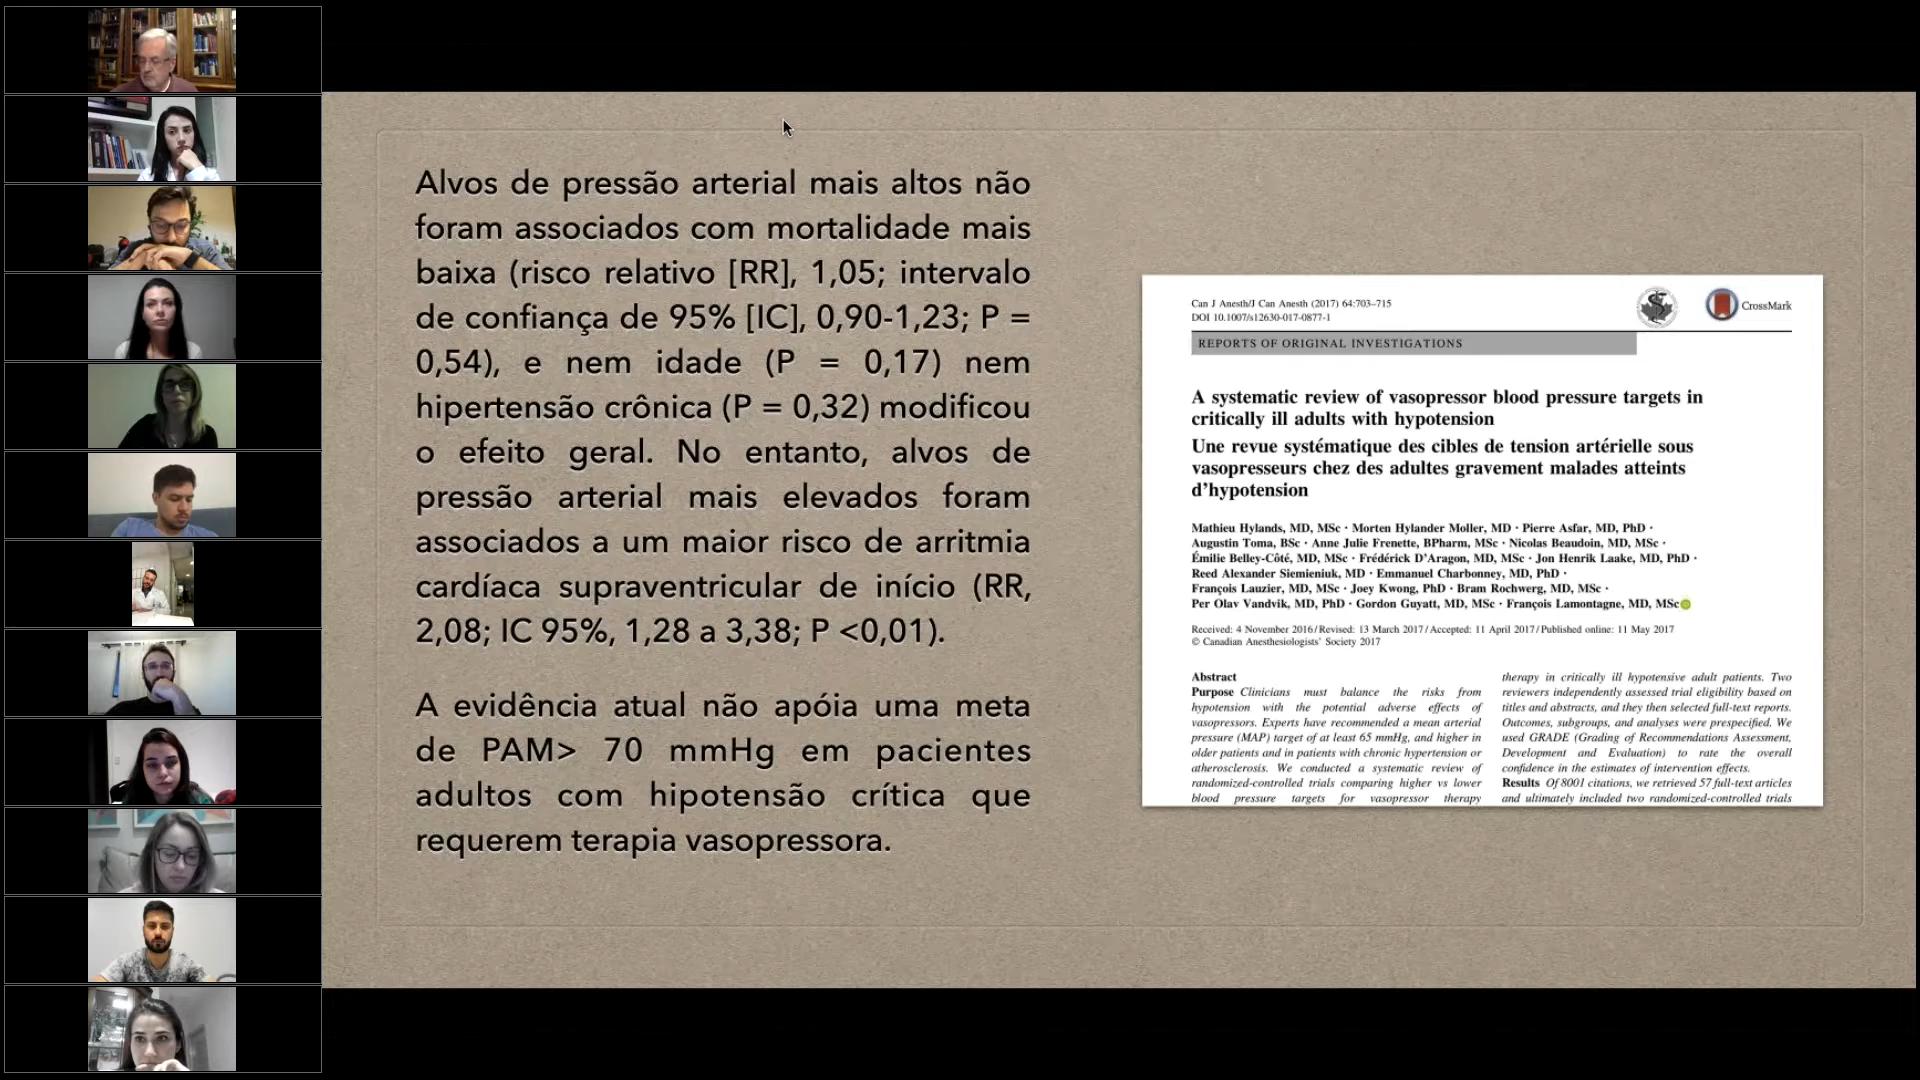 Alvos de pressão arterial mais altos não
foram associados com mortalidade mais
baixa (risco relativo [RR], 1,05; intervalo
de confiança de 95% [IC], 0,90-1,23; P =
0,54), e nem idade (P = 0,17) nem
hipertensão crônica (P = 0,32) modificou
o efeito geral. No entanto, alvos de
pressão arterial mais elevados foram
associados a um maior risco de arritmia
cardíaca supraventricular de início (RR,
2,08; IC 95%, 1,28 a 3,38; P <0,01).
A evidência atual não apóia uma meta
de PAM> 70 mmHg em pacientes
adultos com hipotensão crítica que
requerem terapia vasopressora.
Can J Anesth/J Can Anesth (2017) 64:703–715
DOI 10.1007/s12630-017-0877-1
CrossMark
REPORTS OF ORIGINAL INVESTIGATIONS
A systematic review of vasopressor blood pressure targets in
critically ill adults with hypotension
Une revue systématique des cibles de tension artérielle sous
vasopresseurs chez des adultes gravement malades atteints
d'hypotension
Mathieu Hylands, MD, MSc · Morten Hylander Moller, MD · Pierre Asfar, MD, PhD ·
Augustin Toma, BSc · Anne Julie Frenette, BPharm, MSc · Nicolas Beaudoin, MD, MSc ·
Émilie Belley-Côté, MD, MSc · Frédérick D'Aragon, MD, MSc · Jon Henrik Laake, MD, PhD ·
Reed Alexander Siemieniuk, MD · Emmanuel Charbonney, MD, PhD ·
François Lauzier, MD, MSc · Joey Kwong, PhD · Bram Rochwerg, MD, MSc ·
Per Olav Vandvik, MD, PhD · Gordon Guyatt, MD, MSc · François Lamontagne, MD, MSc
Received: 4 November 2016 / Revised: 13 March 2017 / Accepted: 11 April 2017 / Published online: 11 May 2017
© Canadian Anesthesiologists' Society 2017
Abstract
Purpose Clinicians must balance the risks from
hypotension with the potential adverse effects of
vasopressors. Experts have recommended a mean arterial
pressure (MAP) target of at least 65 mmHg, and higher in
older patients and in patients with chronic hypertension or
atherosclerosis. We conducted a systematic review of
randomized-controlled trials comparing higher vs lower
blood pressure targets for vasopressor therapy
therapy in critically ill hypotensive adult patients. Two
reviewers independently assessed trial eligibility based on
titles and abstracts, and they then selected full-text reports.
Outcomes, subgroups, and analyses were prespecified. We
used GRADE (Grading of Recommendations Assessment,
Development and Evaluation) to rate the overall
confidence in the estimates of intervention effects.
Results Of 8001 citations, we retrieved 57 full-text articles
and ultimately included two randomized-controlled trials